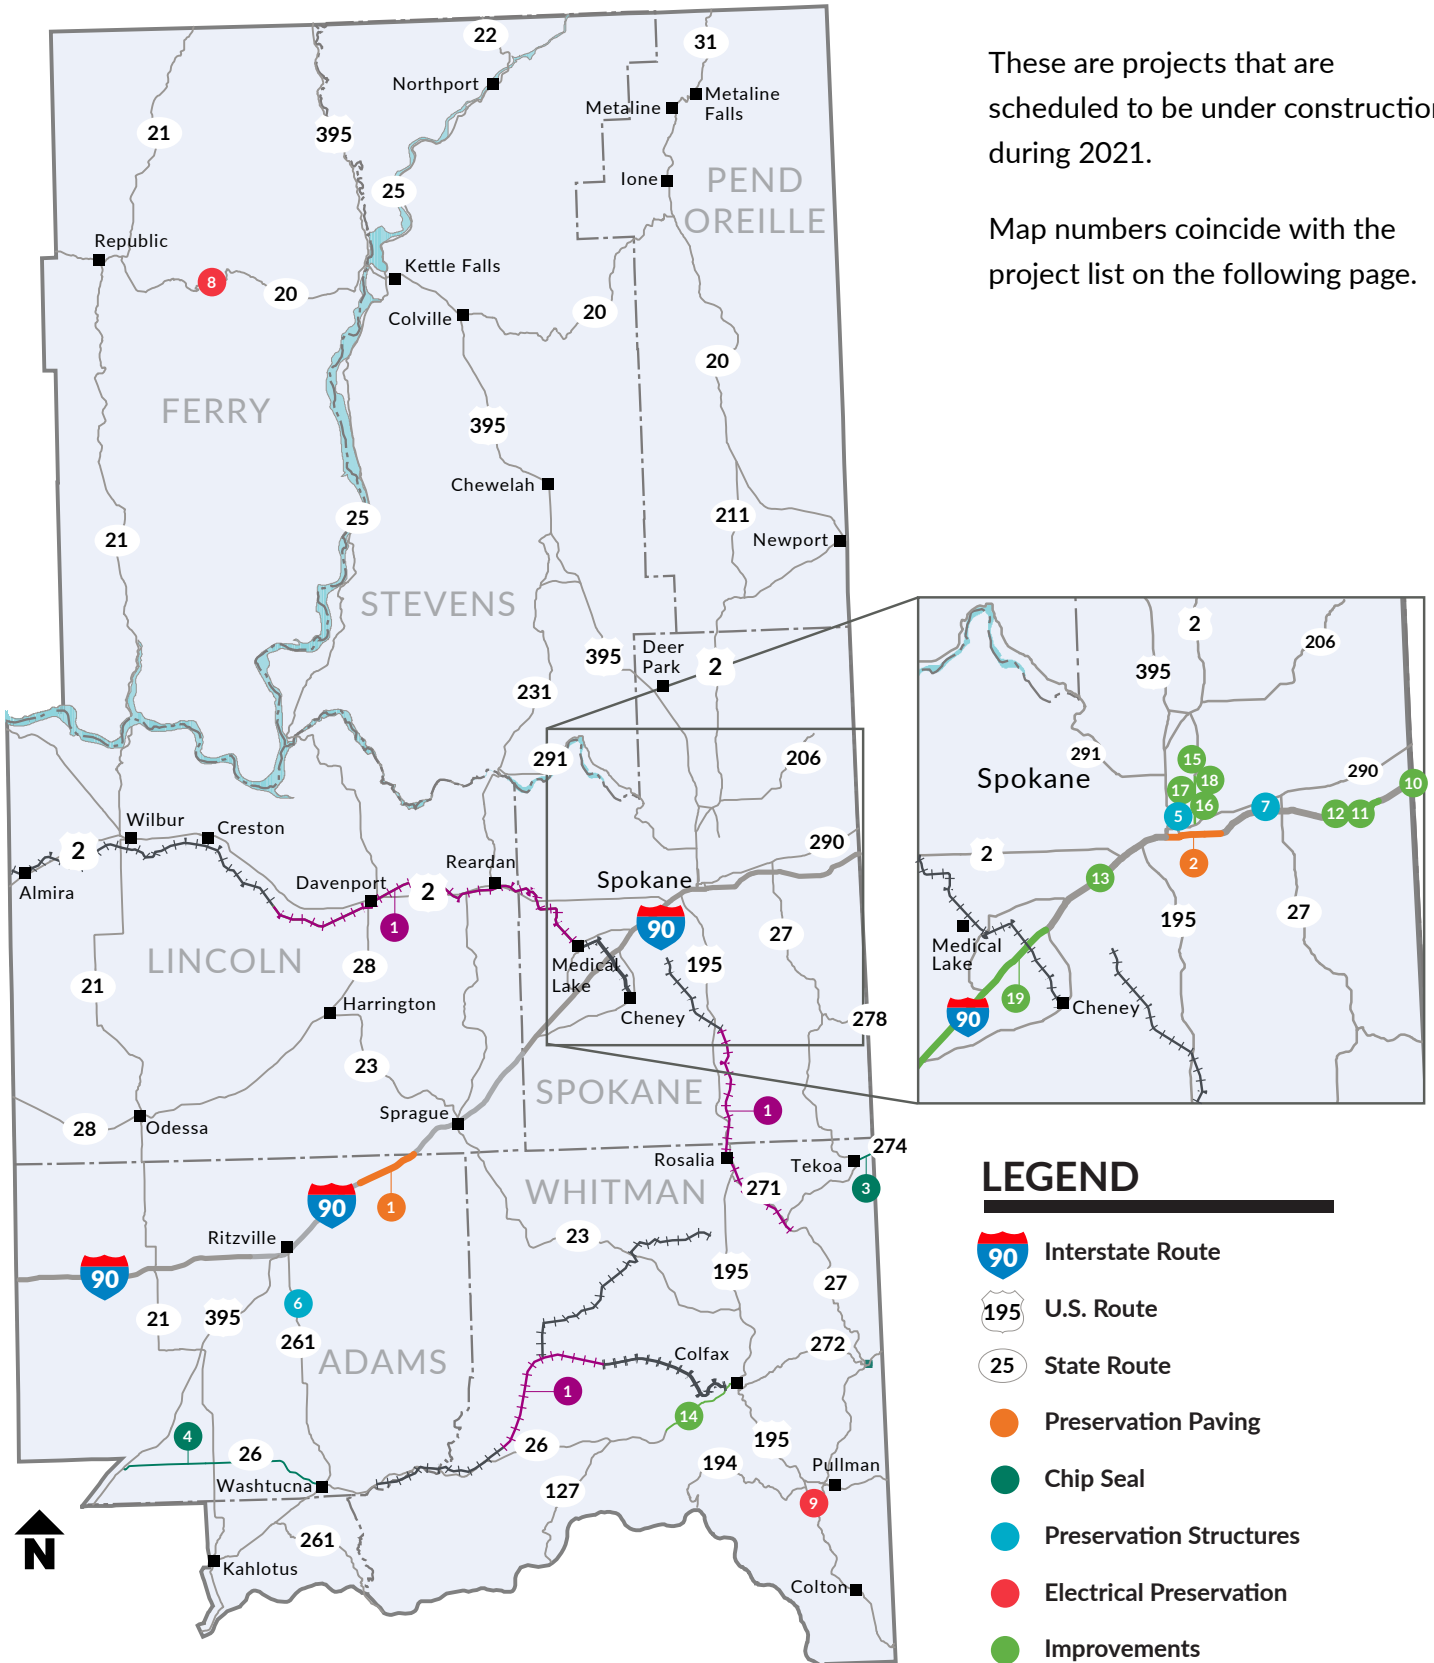 22
31
Northport
Metaline
Metaline
Falls
21
395
Ione
25
PEND
OREILLE
Republic
Kettle Falls
8
20
Colville
20
20
FERRY
395
Chewelah
25
211
21
Newport
STEVENS
395
Deer
Park
2
231
291
206
Wilbur
Creston
2
Almira
Reardan
Davenport
2
1
290
Spokane
90
27
LINCOLN
28
195
Medical
Lake
21
Harrington
Cheney
278
23
SPOKANE
Sprague
1
28
Odessa
274
Rosalia
Tekoa
WHITMAN
271
3
90
1
Ritzville
23
90
195
27
6
21
395
261
ADAMS
272
Colfax
1
14
4
26
26
195
194
Pullman
Washtucna
127
9
N
261
Kahlotus
Colton
These are projects that are
scheduled to be under construction
during 2021.
Map numbers coincide with the
project list on the following page.
2
206
395
291
15
290
Spokane
18
17
10
16
7
5
12
11
2
2
13
27
195
Medical
Lake
19
90
Cheney
LEGEND
90 Interstate Route
195 U.S. Route
25 State Route
Preservation Paving
Chip Seal
Preservation Structures
Electrical Preservation
Improvements